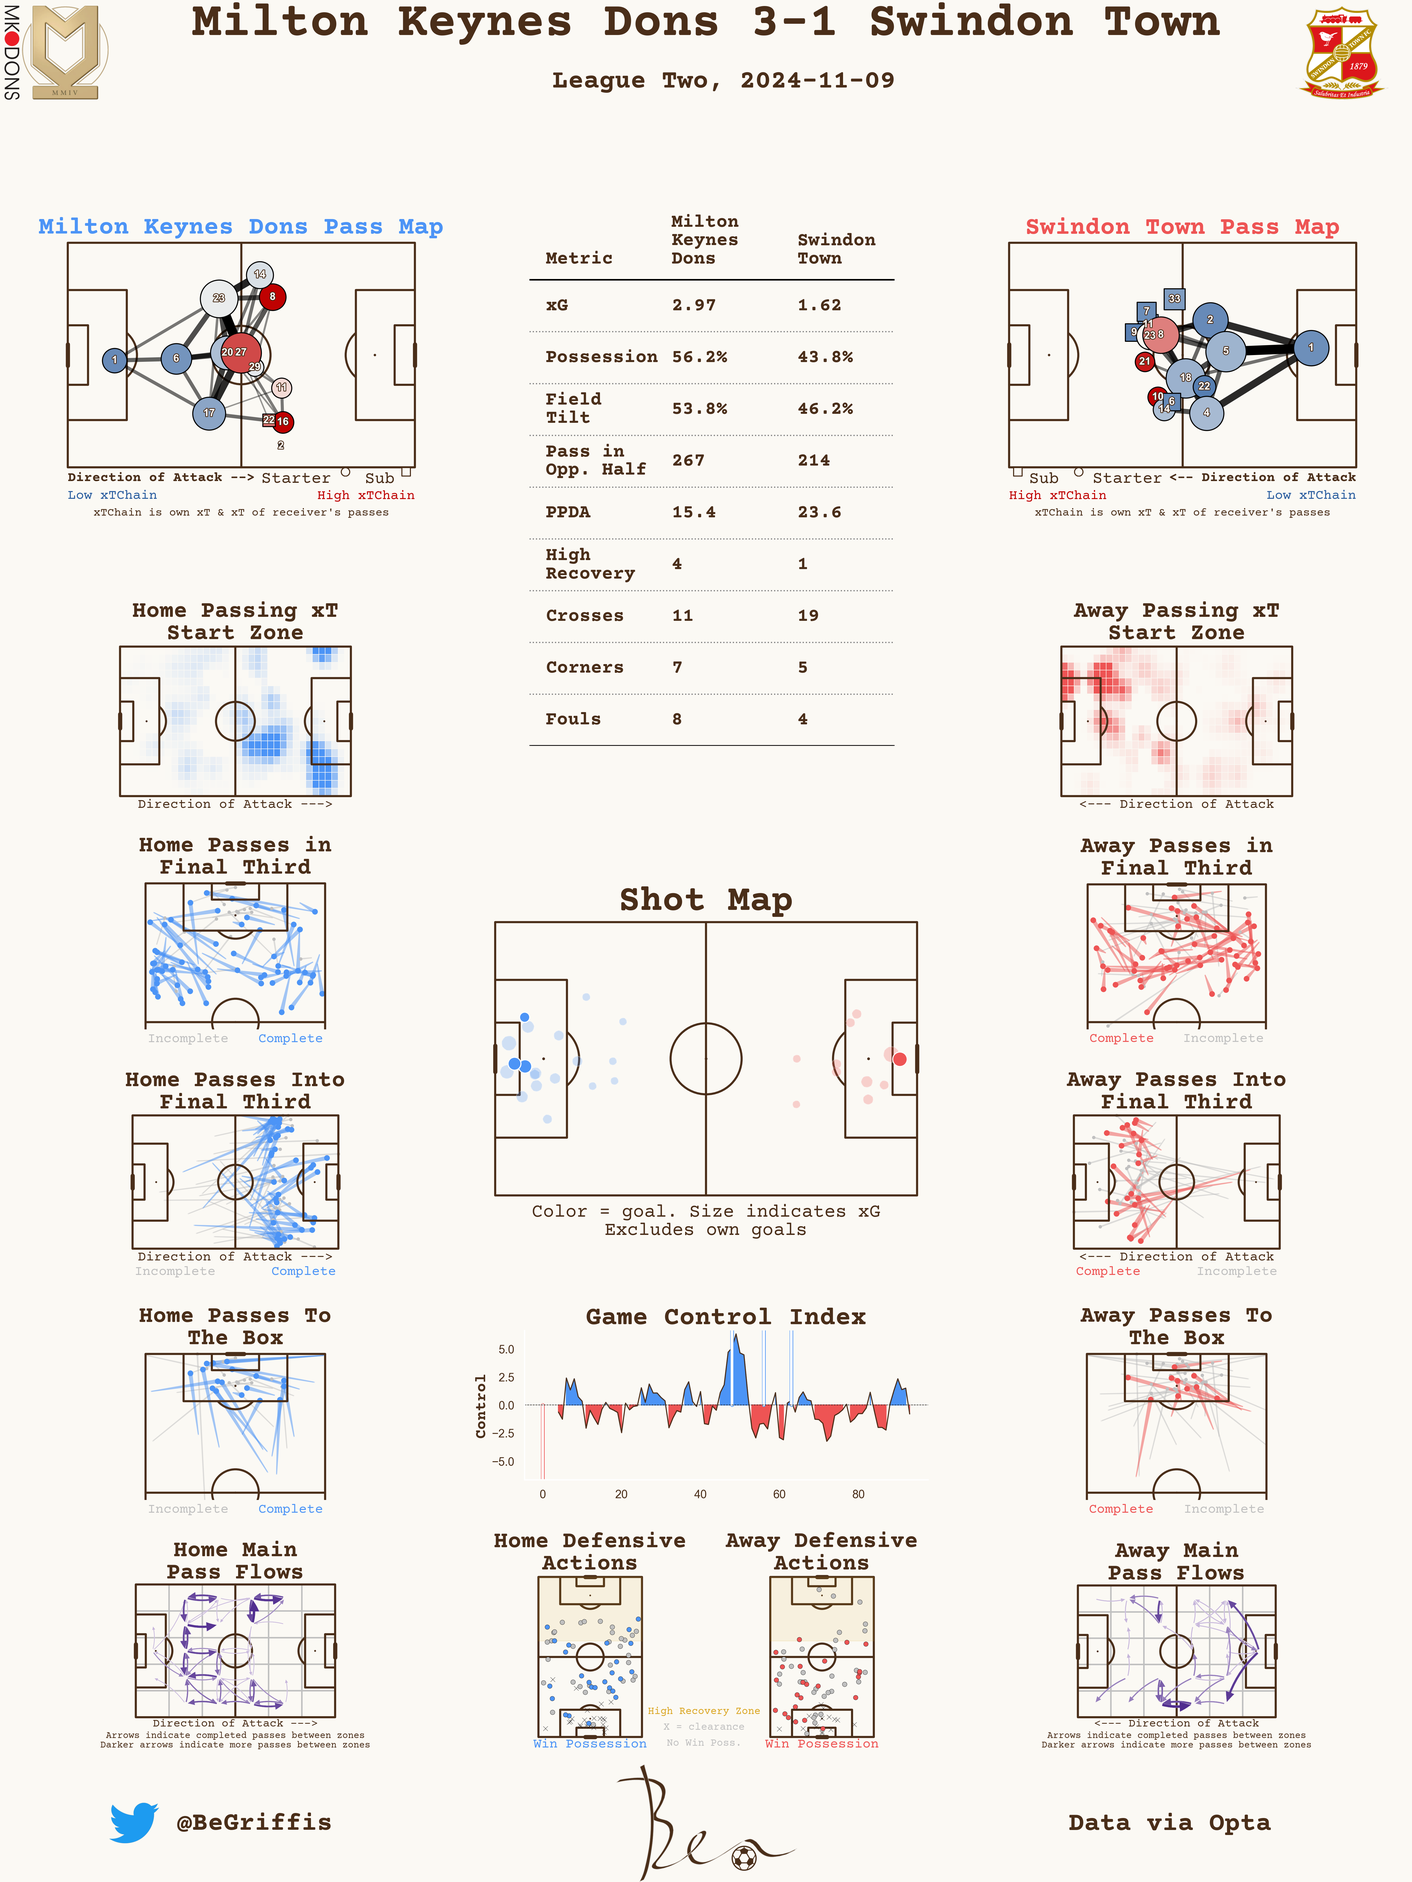 Milton Keynes Dons 3-1 Swindon Town
League Two, 2024-11-09
MK DONS
MMIV
SWINDON TOWN FC
1879
Salubritas Et Industria
Milton Keynes Dons Pass Map
14
23
8
20
27
1
6
29
11
17
22
16
2
Direction of Attack --> Starter Sub
Low xTChain High xTChain
xTChain is own xT & xT of receiver's passes
Metric Milton Keynes Dons Swindon Town
xG 2.97 1.62
Possession 56.2% 43.8%
Field Tilt 53.8% 46.2%
Pass in Opp. Half 267 214
PPDA 15.4 23.6
High Recovery 4 1
Crosses 11 19
Corners 7 5
Fouls 8 4
Swindon Town Pass Map
33
7
11
2
9
23
8
5
1
21
18
22
10
6
14
4
Sub Starter <-- Direction of Attack
High xTChain Low xTChain
xTChain is own xT & xT of receiver's passes
Home Passing xT
Start Zone
Direction of Attack --->
Away Passing xT
Start Zone
<--- Direction of Attack
Home Passes in
Final Third
Incomplete Complete
Away Passes in
Final Third
Complete Incomplete
Shot Map
Color = goal. Size indicates xG
Excludes own goals
Home Passes Into
Final Third
Direction of Attack --->
Incomplete Complete
Away Passes Into
Final Third
<--- Direction of Attack
Complete Incomplete
Home Passes To
The Box
Incomplete Complete
Game Control Index
Control
5.0
2.5
0.0
−2.5
−5.0
0 20 40 60 80
Away Passes To
The Box
Complete Incomplete
Home Main
Pass Flows
Direction of Attack --->
Arrows indicate completed passes between zones
Darker arrows indicate more passes between zones
Home Defensive
Actions
Win Possession
High Recovery Zone
X = clearance
No Win Poss.
Away Defensive
Actions
Win Possession
Away Main
Pass Flows
<--- Direction of Attack
Arrows indicate completed passes between zones
Darker arrows indicate more passes between zones
@BeGriffis
Ben
Data via Opta